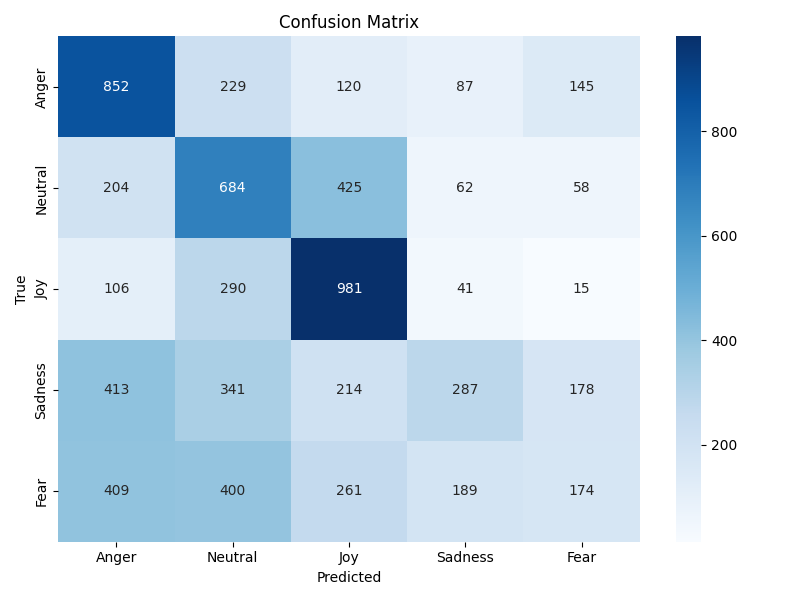 Confusion Matrix
Anger 852 229 120 87 145
Neutral 204 684 425 62 58
Joy 106 290 981 41 15
Sadness 413 341 214 287 178
Fear 409 400 261 189 174
Anger Neutral Joy Sadness Fear
Predicted
True
800
600
400
200